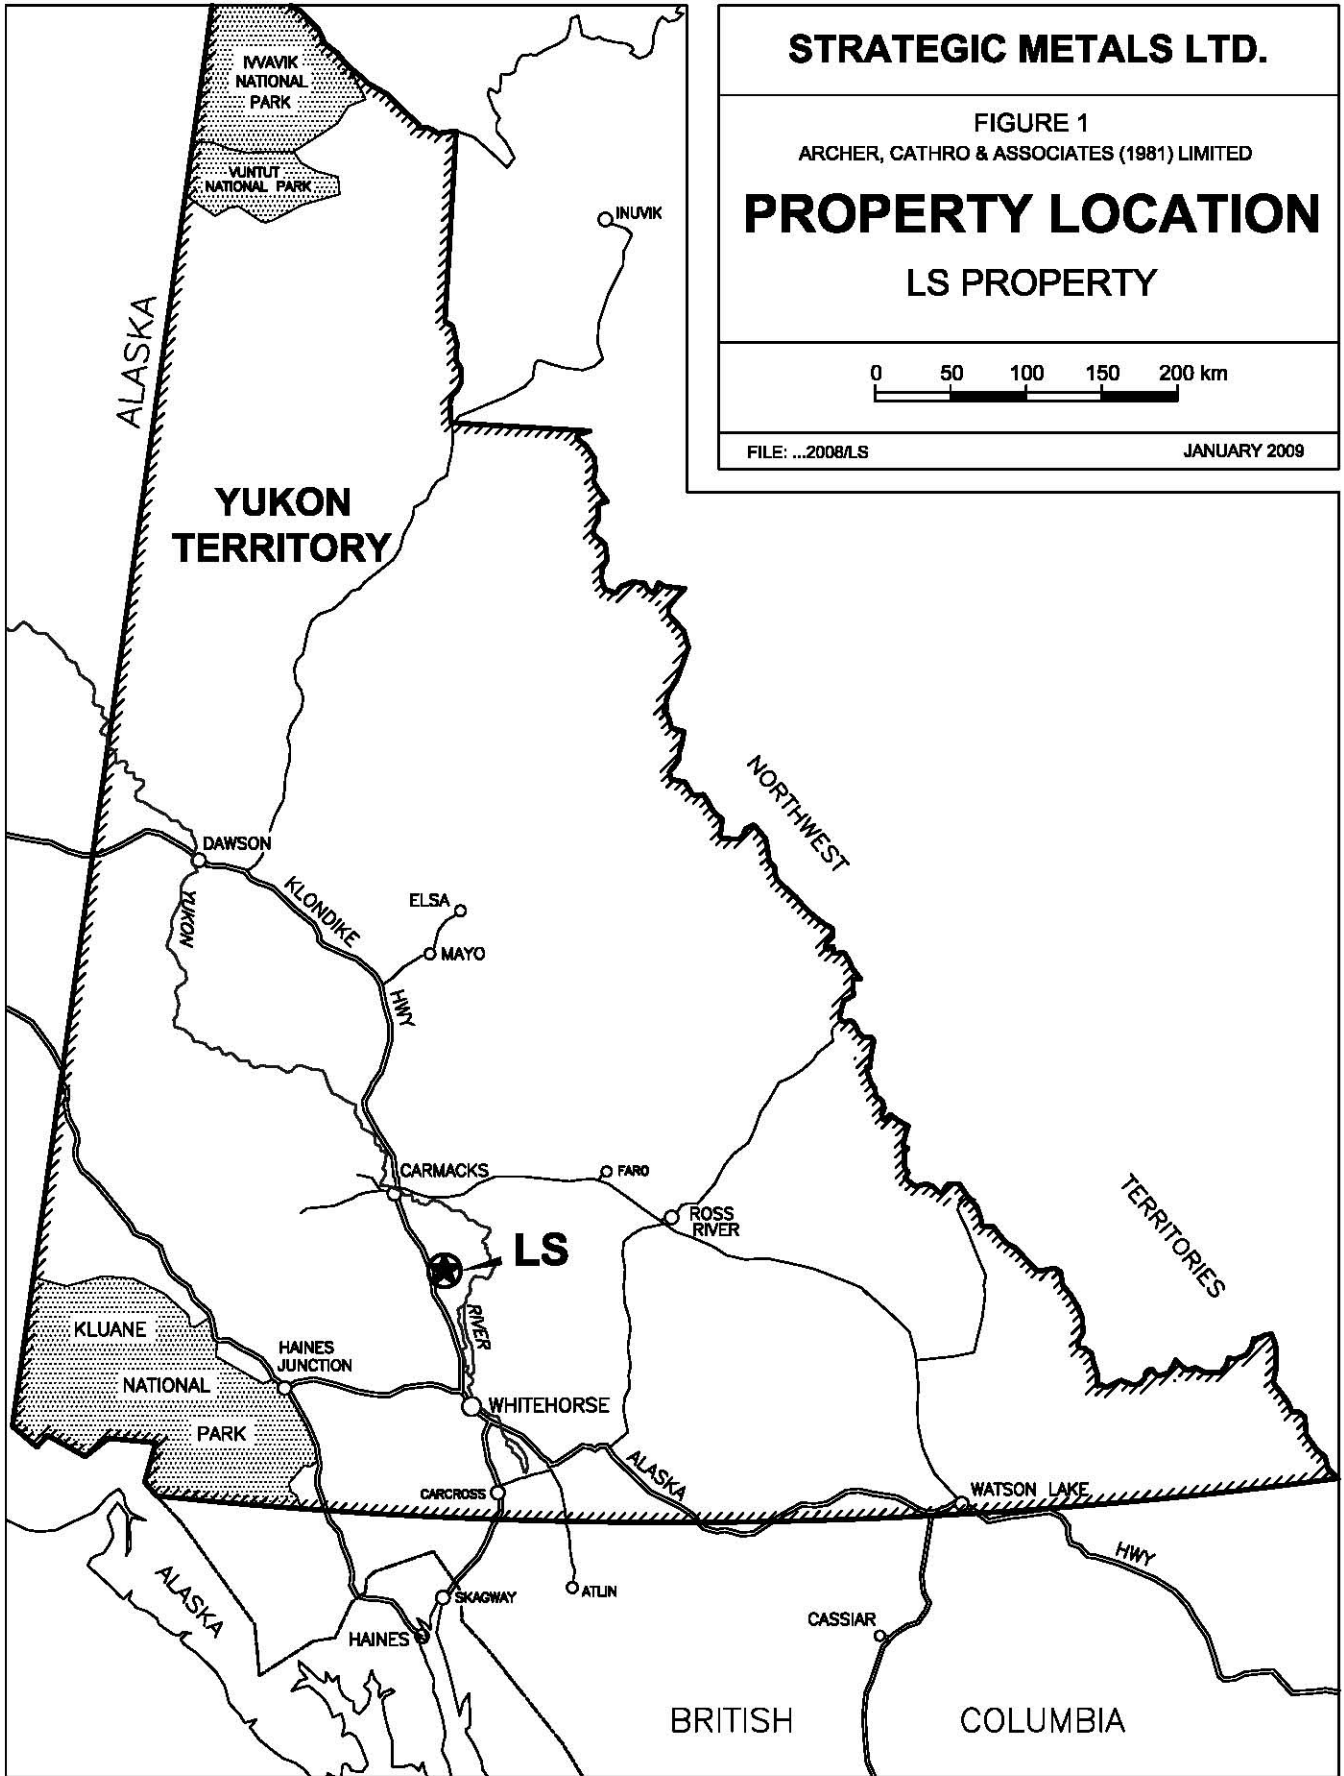 STRATEGIC METALS LTD.
FIGURE 1
ARCHER, CATHRO & ASSOCIATES (1981) LIMITED
PROPERTY LOCATION
LS PROPERTY
0 50 100 150 200 km
FILE: ...2008/LS JANUARY 2009
IVVAVIK
NATIONAL
PARK
VUNTUT
NATIONAL PARK
INUVIK
ALASKA
YUKON
TERRITORY
NORTHWEST
TERRITORIES
DAWSON
YUKON
KLONDIKE
HWY
ELSA
MAYO
CARMACKS
FARO
ROSS
RIVER
LS
RIVER
KLUANE
NATIONAL
PARK
HAINES
JUNCTION
WHITEHORSE
CARCROSS
ALASKA
HWY
WATSON LAKE
ALASKA
SKAGWAY
ATLIN
HAINES
CASSIAR
BRITISH COLUMBIA